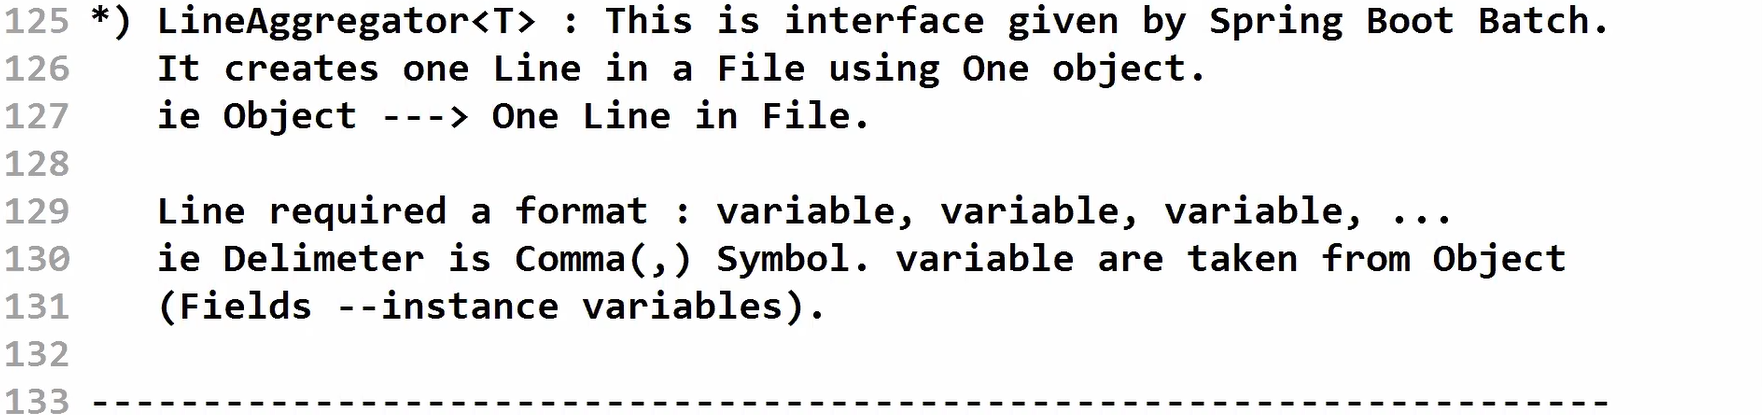 125 *) LineAggregator<T> : This is interface given by Spring Boot Batch.
126 It creates one Line in a File using One object.
127 ie Object ---> One Line in File.
128
129 Line required a format : variable, variable, variable, ...
130 ie Delimeter is Comma(,) Symbol. variable are taken from Object
131 (Fields --instance variables).
132
133 --------------------------------------------------------------------